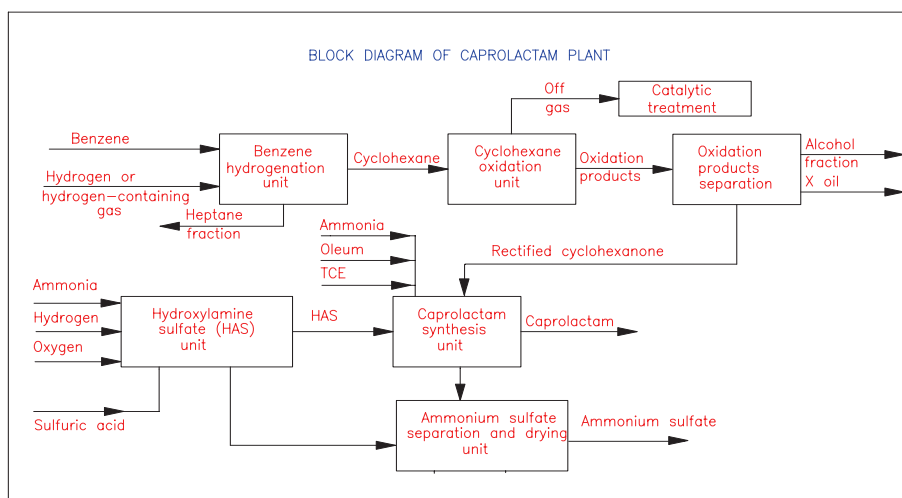 BLOCK DIAGRAM OF CAPROLACTAM PLANT
Off
gas
Catalytic
treatment
Benzene
Benzene
hydrogenation
unit
Cyclohexane
Cyclohexane
oxidation
unit
Oxidation
products
Oxidation
products
separation
Alcohol
fraction
X oil
Hydrogen or
hydrogen-containing
gas
Heptane
fraction
Ammonia
Oleum
TCE
Rectified cyclohexanone
Ammonia
Hydrogen
Oxygen
Hydroxylamine
sulfate (HAS)
unit
HAS
Caprolactam
synthesis
unit
Caprolactam
Sulfuric acid
Ammonium sulfate
separation and drying
unit
Ammonium sulfate